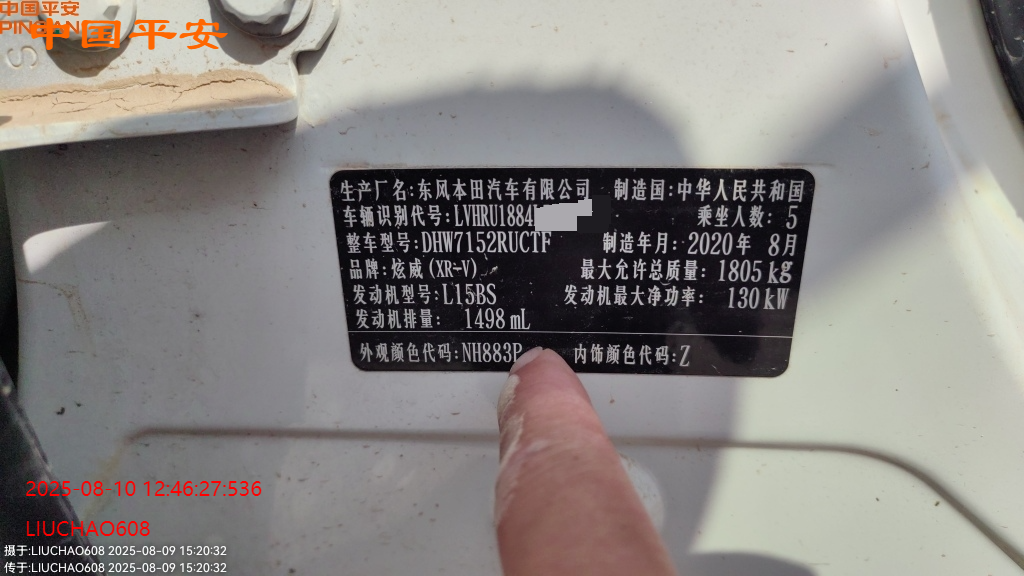 中国平安
PINGAN
中国平安
S
生产厂名:东风本田汽车有限公司 制造国:中华人民共和国
车辆识别代号:LVHRU1884 乘坐人数: 5
整车型号:DHW7152RUCTF 制造年月: 2020年 8月
品牌:炫威(XR-V) 最大允许总质量: 1805 kg
发动机型号:L15BS 发动机最大净功率: 130 kW
发动机排量: 1498 mL
外观颜色代码:NH883P 内饰颜色代码:Z
2025-08-10 12:46:27:536
LIUCHAO608
摄于:LIUCHAO608 2025-08-09 15:20:32
传于:LIUCHAO608 2025-08-09 15:20:32